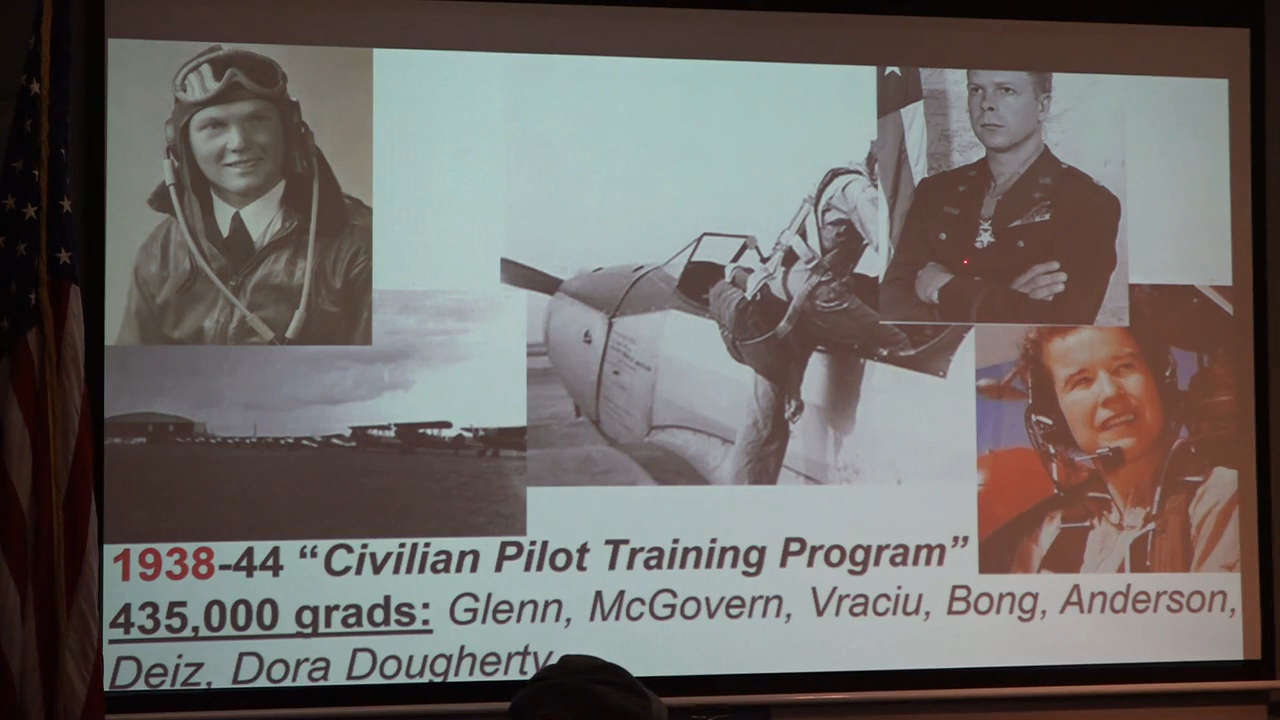 1938-44 “Civilian Pilot Training Program”
435,000 grads: Glenn, McGovern, Vraciu, Bong, Anderson,
Deiz, Dora Dougherty